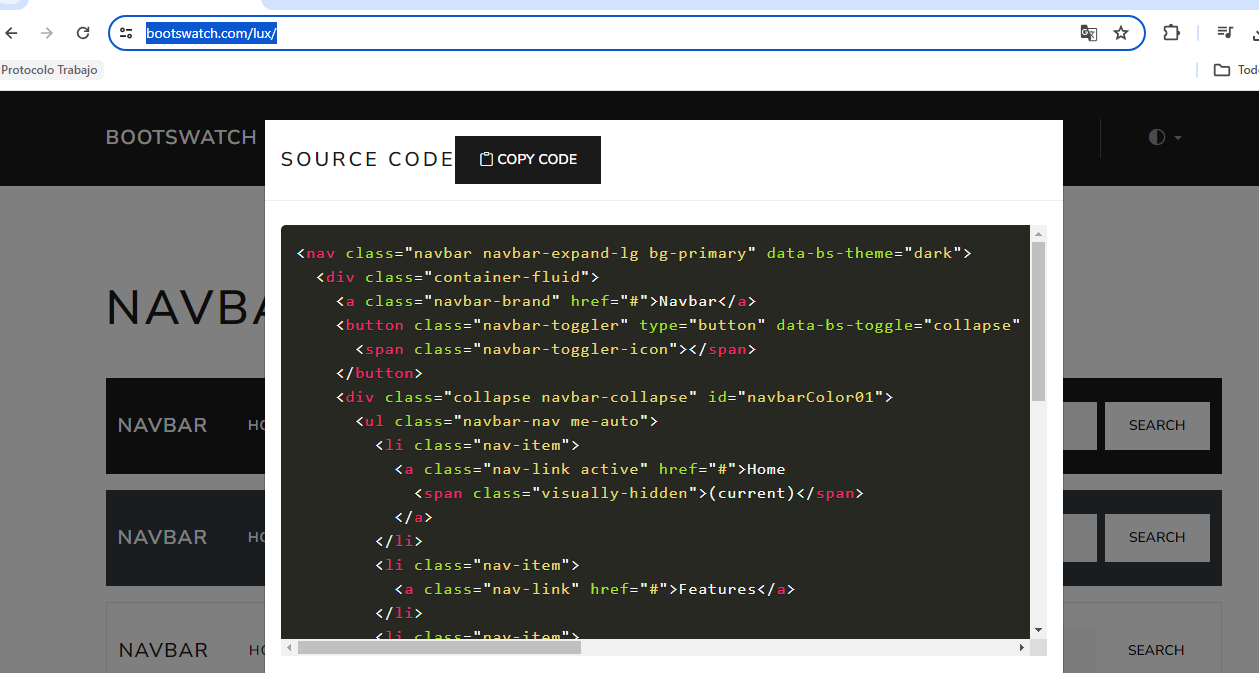 bootswatch.com/lux/
Protocolo Trabajo
BOOTSWATCH
SOURCE CODE
COPY CODE
NAVBA
<nav class="navbar navbar-expand-lg bg-primary" data-bs-theme="dark">
<div class="container-fluid">
<a class="navbar-brand" href="#">Navbar</a>
<button class="navbar-toggler" type="button" data-bs-toggle="collapse"
<span class="navbar-toggler-icon"></span>
</button>
<div class="collapse navbar-collapse" id="navbarColor01">
<ul class="navbar-nav me-auto">
<li class="nav-item">
<a class="nav-link active" href="#">Home
<span class="visually-hidden">(current)</span>
</a>
</li>
<li class="nav-item">
<a class="nav-link" href="#">Features</a>
</li>
<li class="nav-item">
NAVBAR
SEARCH
NAVBAR
SEARCH
NAVBAR
SEARCH